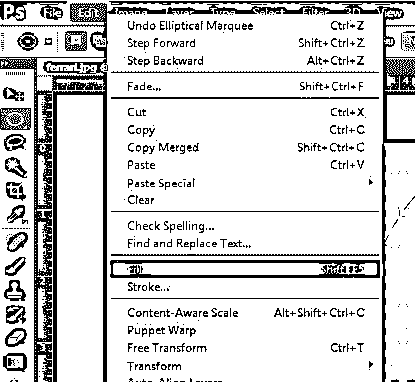 Ps File Edit Image Layer Type Select Filter 3D View
Undo Elliptical Marquee Ctrl+Z
Step Forward Shift+Ctrl+Z
Step Backward Alt+Ctrl+Z
Fade... Shift+Ctrl+F
Cut Ctrl+X
Copy Ctrl+C
Copy Merged Shift+Ctrl+C
Paste Ctrl+V
Paste Special
Clear
Check Spelling...
Find and Replace Text...
Fill... Shift+F5
Stroke...
Content-Aware Scale Alt+Shift+Ctrl+C
Puppet Warp
Free Transform Ctrl+T
Transform
Auto-Align Layers